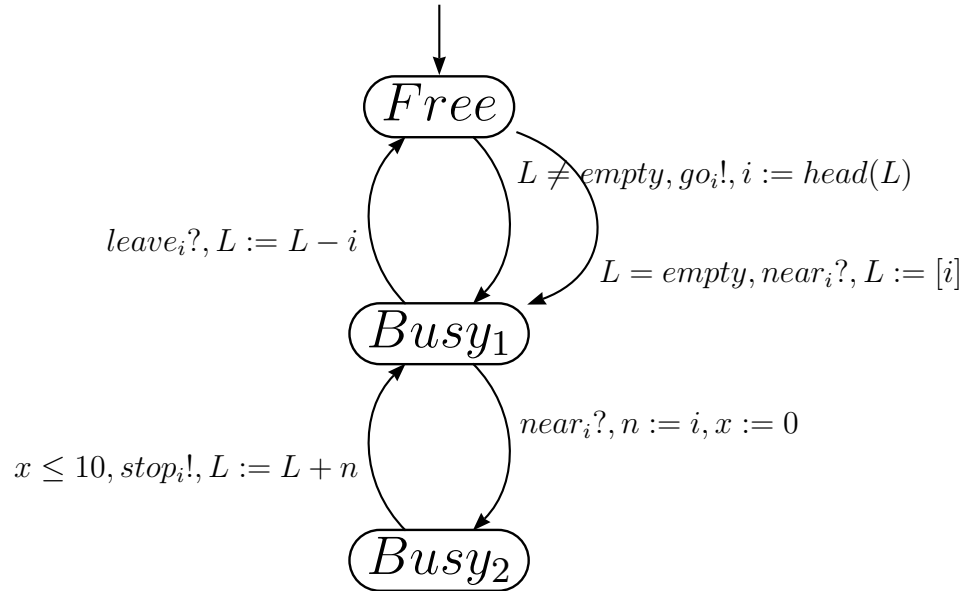 Free
L ≠ empty, go_i!, i := head(L)
leave_i?, L := L − i
L = empty, near_i?, L := [i]
Busy_1
near_i?, n := i, x := 0
x ≤ 10, stop_i!, L := L + n
Busy_2